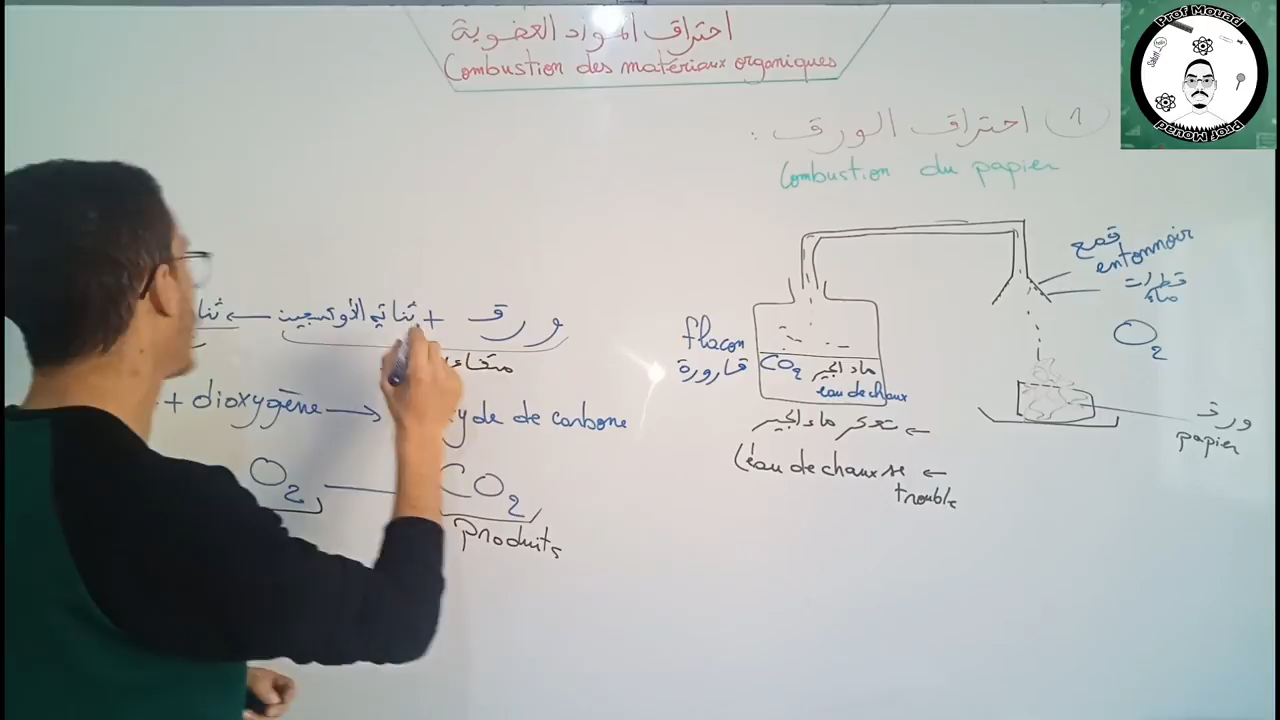 احتراق المواد العضوية
Combustion des matériaux organiques
1 احتراق الورق :
Combustion du papier
قمع
entonnoir
قطرات
ماء
O2
flacon
قارورة
CO2 ماء الجير
eau de chaux
ورق
papier
← تعكر ماء الجير
← l'eau de chaux se
trouble
ورق + ثنائي الأوكسجين ←
+ dioxygène → de carbone
O2 CO2
produits
Prof Mouad
Prof Mouad